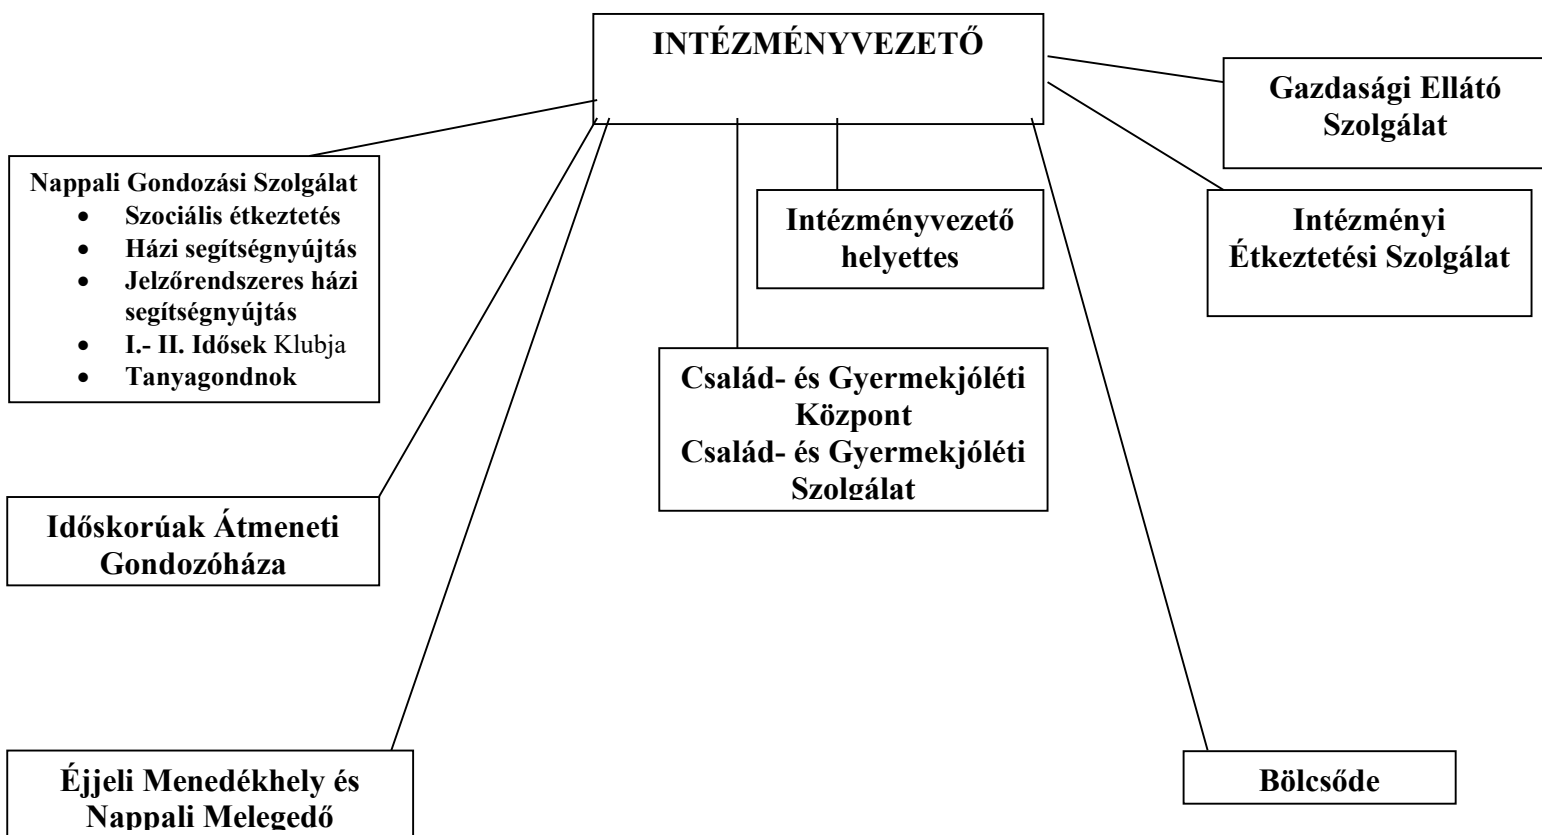 INTÉZMÉNYVEZETŐ
Gazdasági Ellátó
Szolgálat
Nappali Gondozási Szolgálat
• Szociális étkeztetés
• Házi segítségnyújtás
• Jelzőrendszeres házi
segítségnyújtás
• I.- II. Idősek Klubja
• Tanyagondnok
Intézményvezető
helyettes
Intézményi
Étkeztetési Szolgálat
Család- és Gyermekjóléti
Központ
Család- és Gyermekjóléti
Szolgálat
Időskorúak Átmeneti
Gondozóháza
Éjjeli Menedékhely és
Nappali Melegedő
Bölcsőde